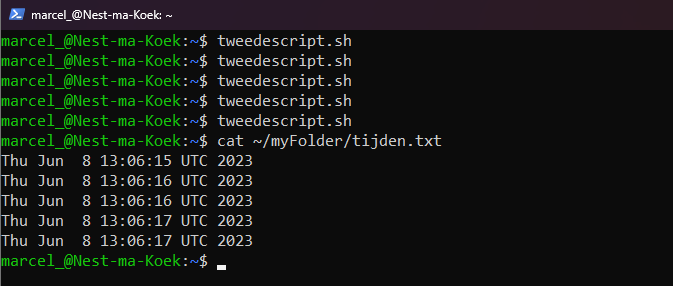 marcel_@Nest-ma-Koek: ~
marcel_@Nest-ma-Koek:~$ tweedescript.sh
marcel_@Nest-ma-Koek:~$ tweedescript.sh
marcel_@Nest-ma-Koek:~$ tweedescript.sh
marcel_@Nest-ma-Koek:~$ tweedescript.sh
marcel_@Nest-ma-Koek:~$ tweedescript.sh
marcel_@Nest-ma-Koek:~$ cat ~/myFolder/tijden.txt
Thu Jun  8 13:06:15 UTC 2023
Thu Jun  8 13:06:16 UTC 2023
Thu Jun  8 13:06:16 UTC 2023
Thu Jun  8 13:06:17 UTC 2023
Thu Jun  8 13:06:17 UTC 2023
marcel_@Nest-ma-Koek:~$